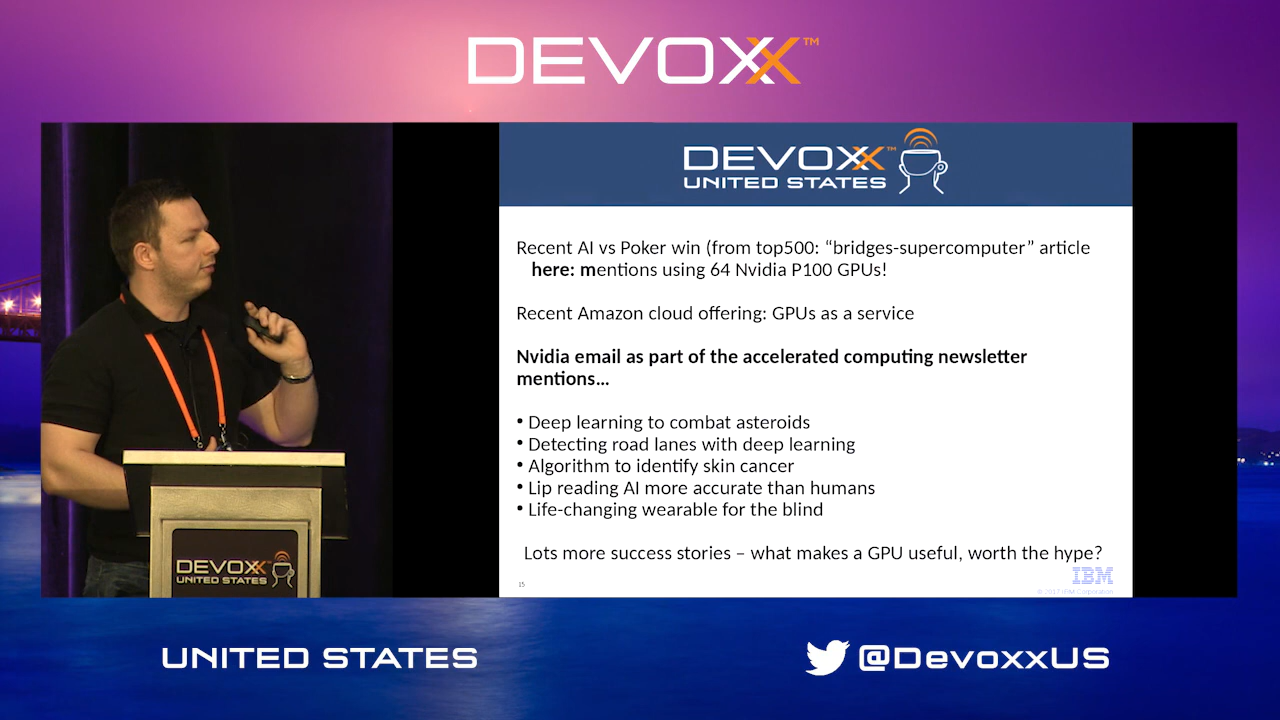 DEVOXX™
DEVOXX™
UNITED STATES
Recent AI vs Poker win (from top500: “bridges-supercomputer” article
here: mentions using 64 Nvidia P100 GPUs!
Recent Amazon cloud offering: GPUs as a service
Nvidia email as part of the accelerated computing newsletter
mentions...
• Deep learning to combat asteroids
• Detecting road lanes with deep learning
• Algorithm to identify skin cancer
• Lip reading AI more accurate than humans
• Life-changing wearable for the blind
Lots more success stories – what makes a GPU useful, worth the hype?
15
IBM
© 2017 IBM Corporation
DEVOXX™
UNITED STATES
UNITED STATES
@DevoxxUS